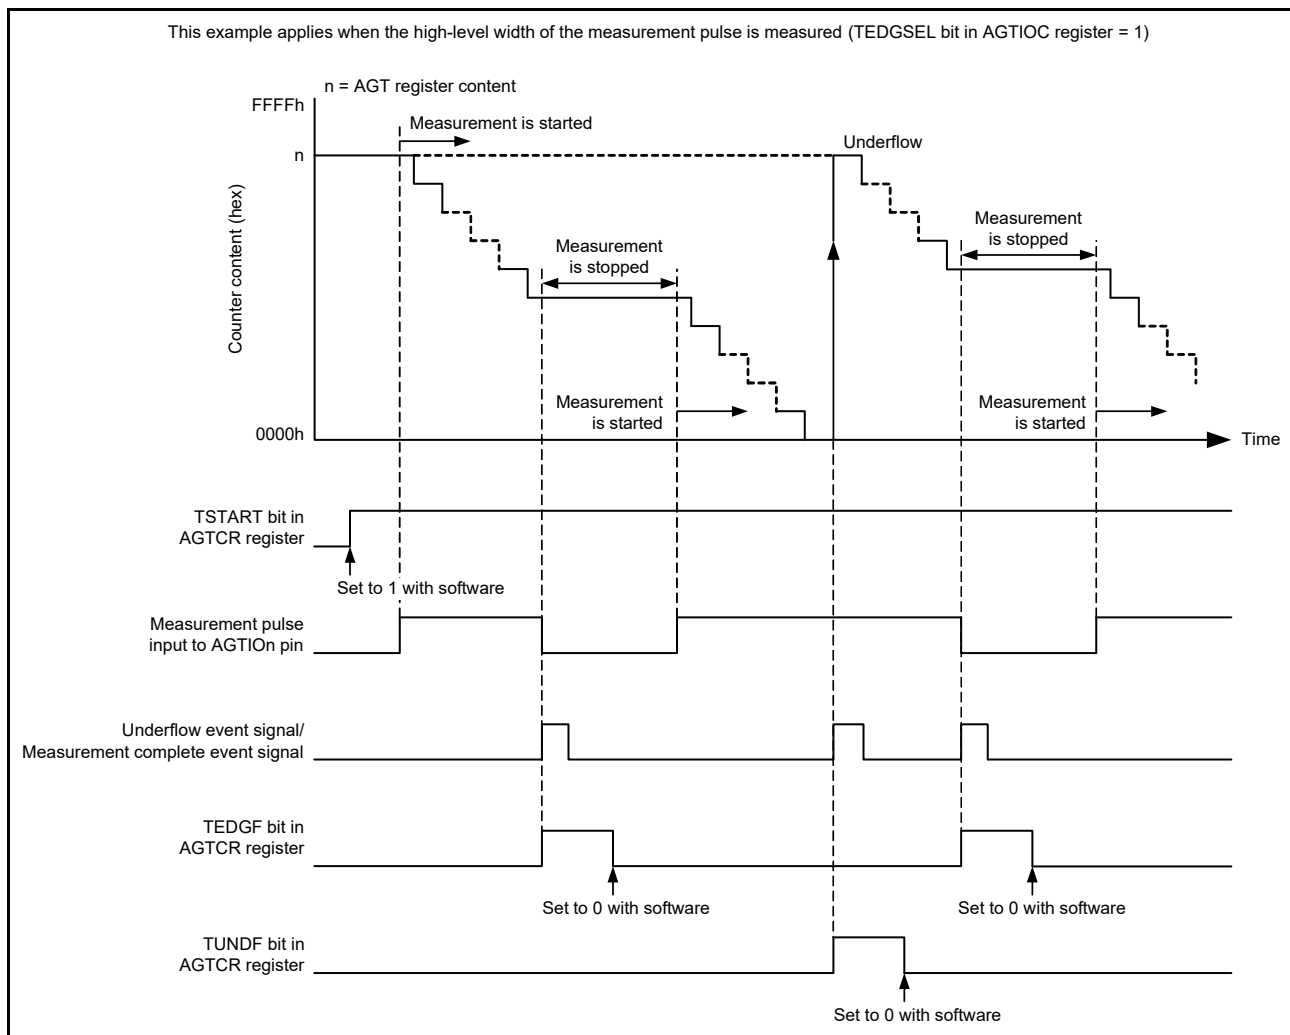 This example applies when the high-level width of the measurement pulse is measured (TEDGSEL bit in AGTIOC register = 1)
n = AGT register content
FFFFh
Measurement is started
n
Underflow
Counter content (hex)
Measurement
is stopped
Measurement
is stopped
Measurement
is started
Measurement
is started
0000h
Time
TSTART bit in
AGTCR register
Set to 1 with software
Measurement pulse
input to AGTIOn pin
Underflow event signal/
Measurement complete event signal
TEDGF bit in
AGTCR register
Set to 0 with software
Set to 0 with software
TUNDF bit in
AGTCR register
Set to 0 with software